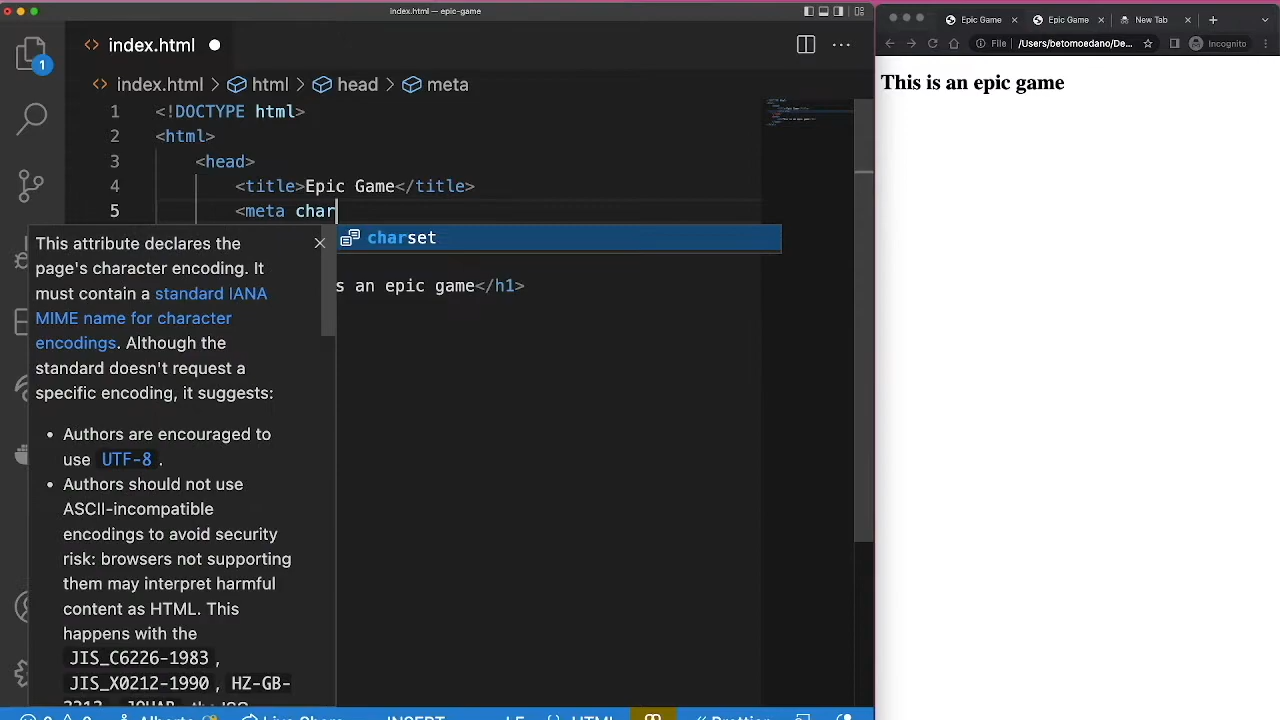 index.html — epic-game
index.html
index.html > html > head > meta
1 <!DOCTYPE html>
2 <html>
3 <head>
4 <title>Epic Game</title>
5 <meta char
charset
s an epic game</h1>
This attribute declares the
page's character encoding. It
must contain a standard IANA
MIME name for character
encodings. Although the
standard doesn't request a
specific encoding, it suggests:
• Authors are encouraged to
use UTF-8 .
• Authors should not use
ASCII-incompatible
encodings to avoid security
risk: browsers not supporting
them may interpret harmful
content as HTML. This
happens with the
JIS_C6226-1983 ,
JIS_X0212-1990 , HZ-GB-
1
Live Share
INSERT
HTML
Prettier
Epic Game
Epic Game
New Tab
File /Users/betomoedano/De...
Incognito
This is an epic game